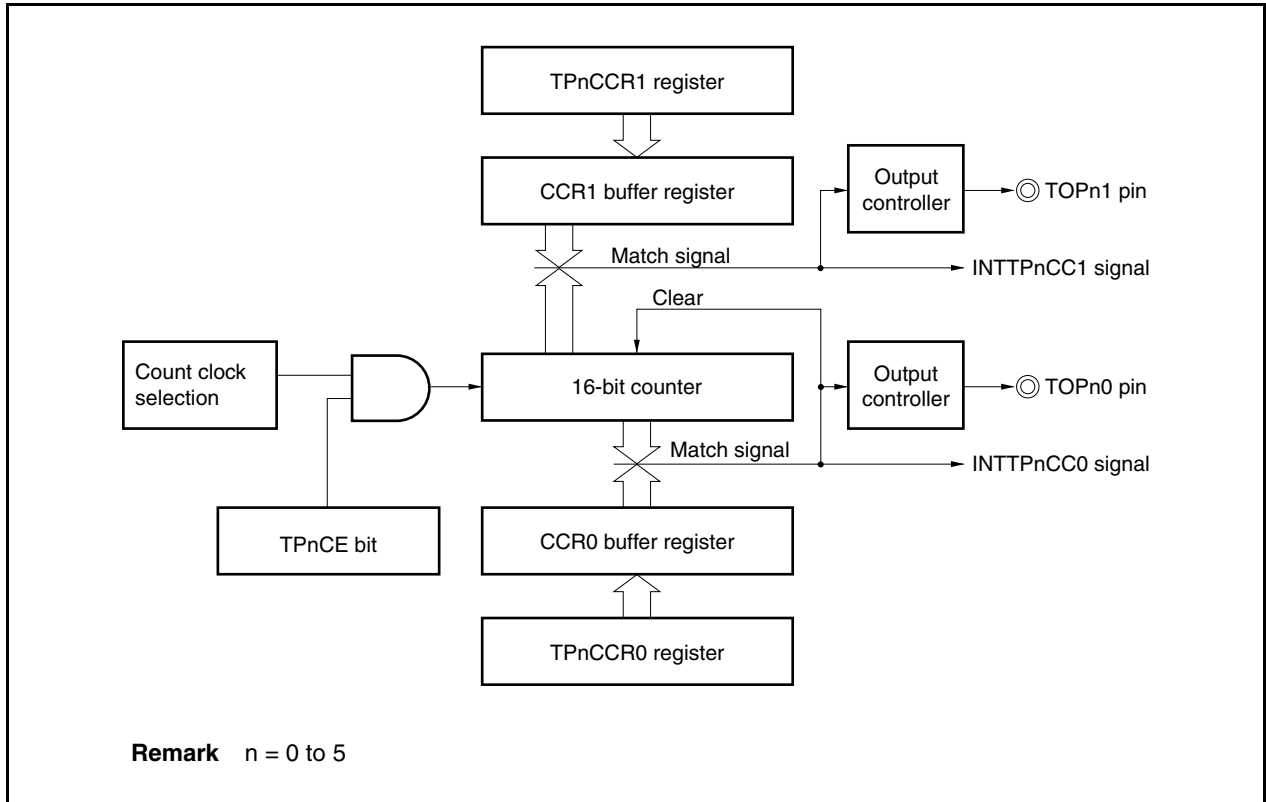 TPnCCR1 register
CCR1 buffer register
Output
controller
TOPn1 pin
Match signal
INTTPnCC1 signal
Clear
Count clock
selection
16-bit counter
Output
controller
TOPn0 pin
Match signal
INTTPnCC0 signal
TPnCE bit
CCR0 buffer register
TPnCCR0 register
Remark n = 0 to 5